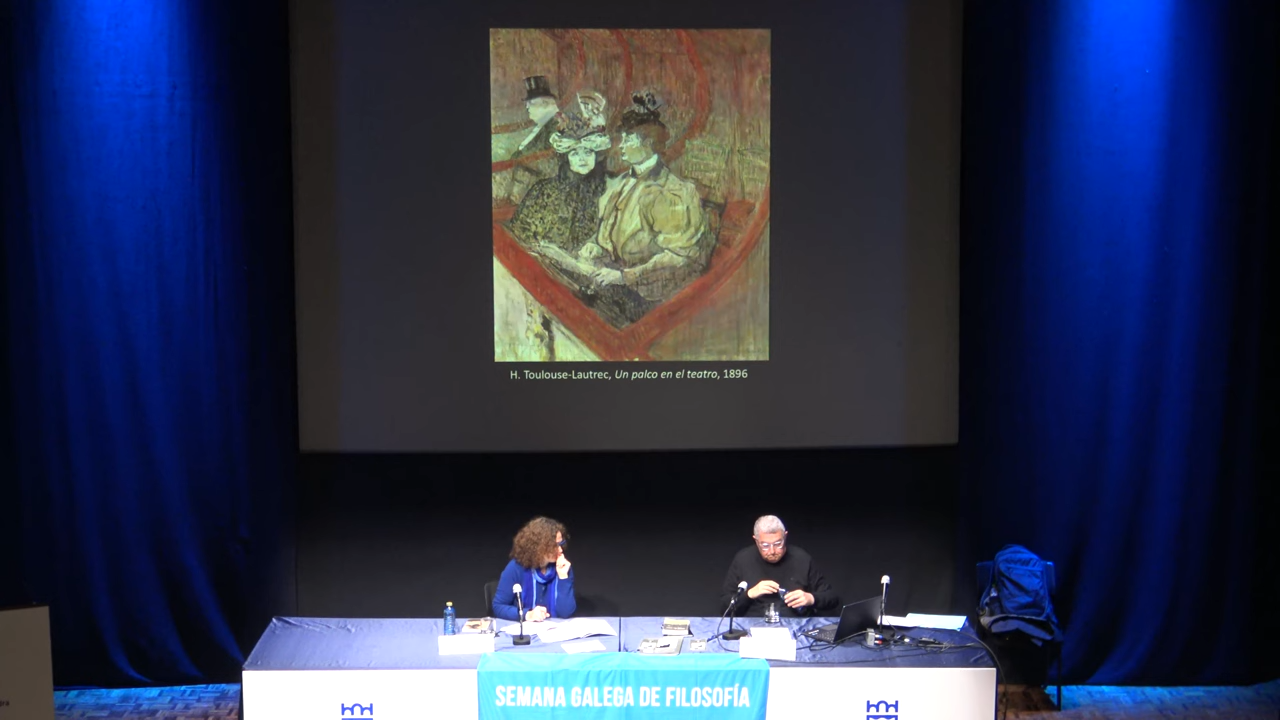 H. Toulouse-Lautrec, Un palco en el teatro, 1896
SEMANA GALEGA DE FILOSOFÍA